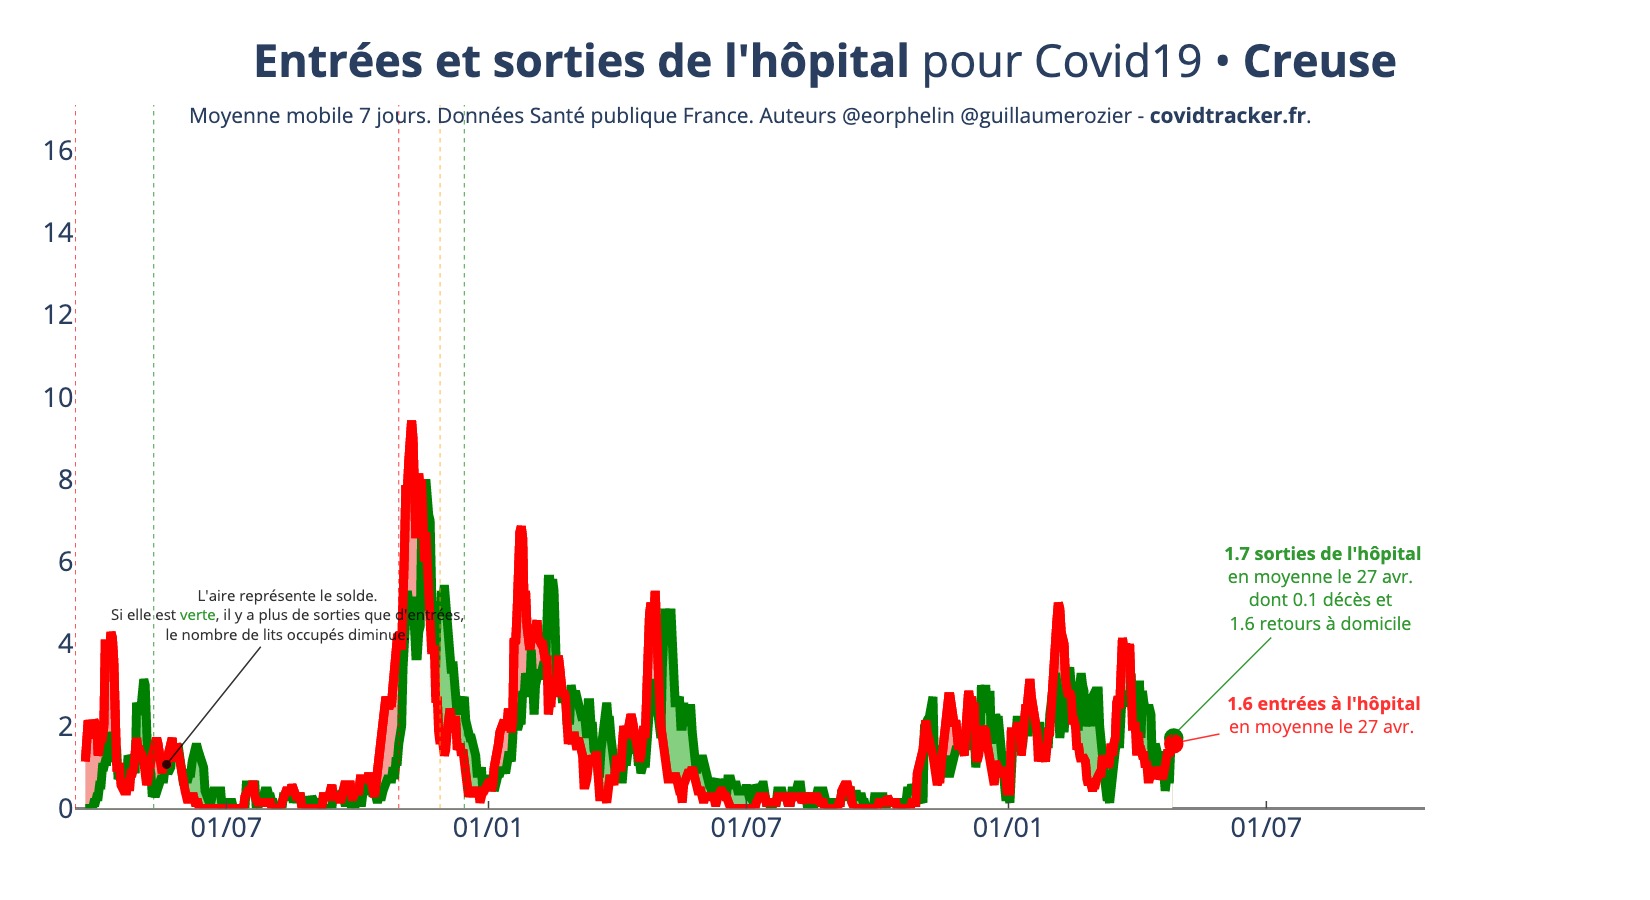 Entrées et sorties de l'hôpital pour Covid19 • Creuse
Moyenne mobile 7 jours. Données Santé publique France. Auteurs @eorphelin @guillaumerozier - covidtracker.fr.
16
14
12
10
8
6
4
2
0
L'aire représente le solde.
Si elle est verte, il y a plus de sorties que d'entrées,
le nombre de lits occupés diminue.
1.7 sorties de l'hôpital
en moyenne le 27 avr.
dont 0.1 décès et
1.6 retours à domicile
1.6 entrées à l'hôpital
en moyenne le 27 avr.
01/07
01/01
01/07
01/01
01/07